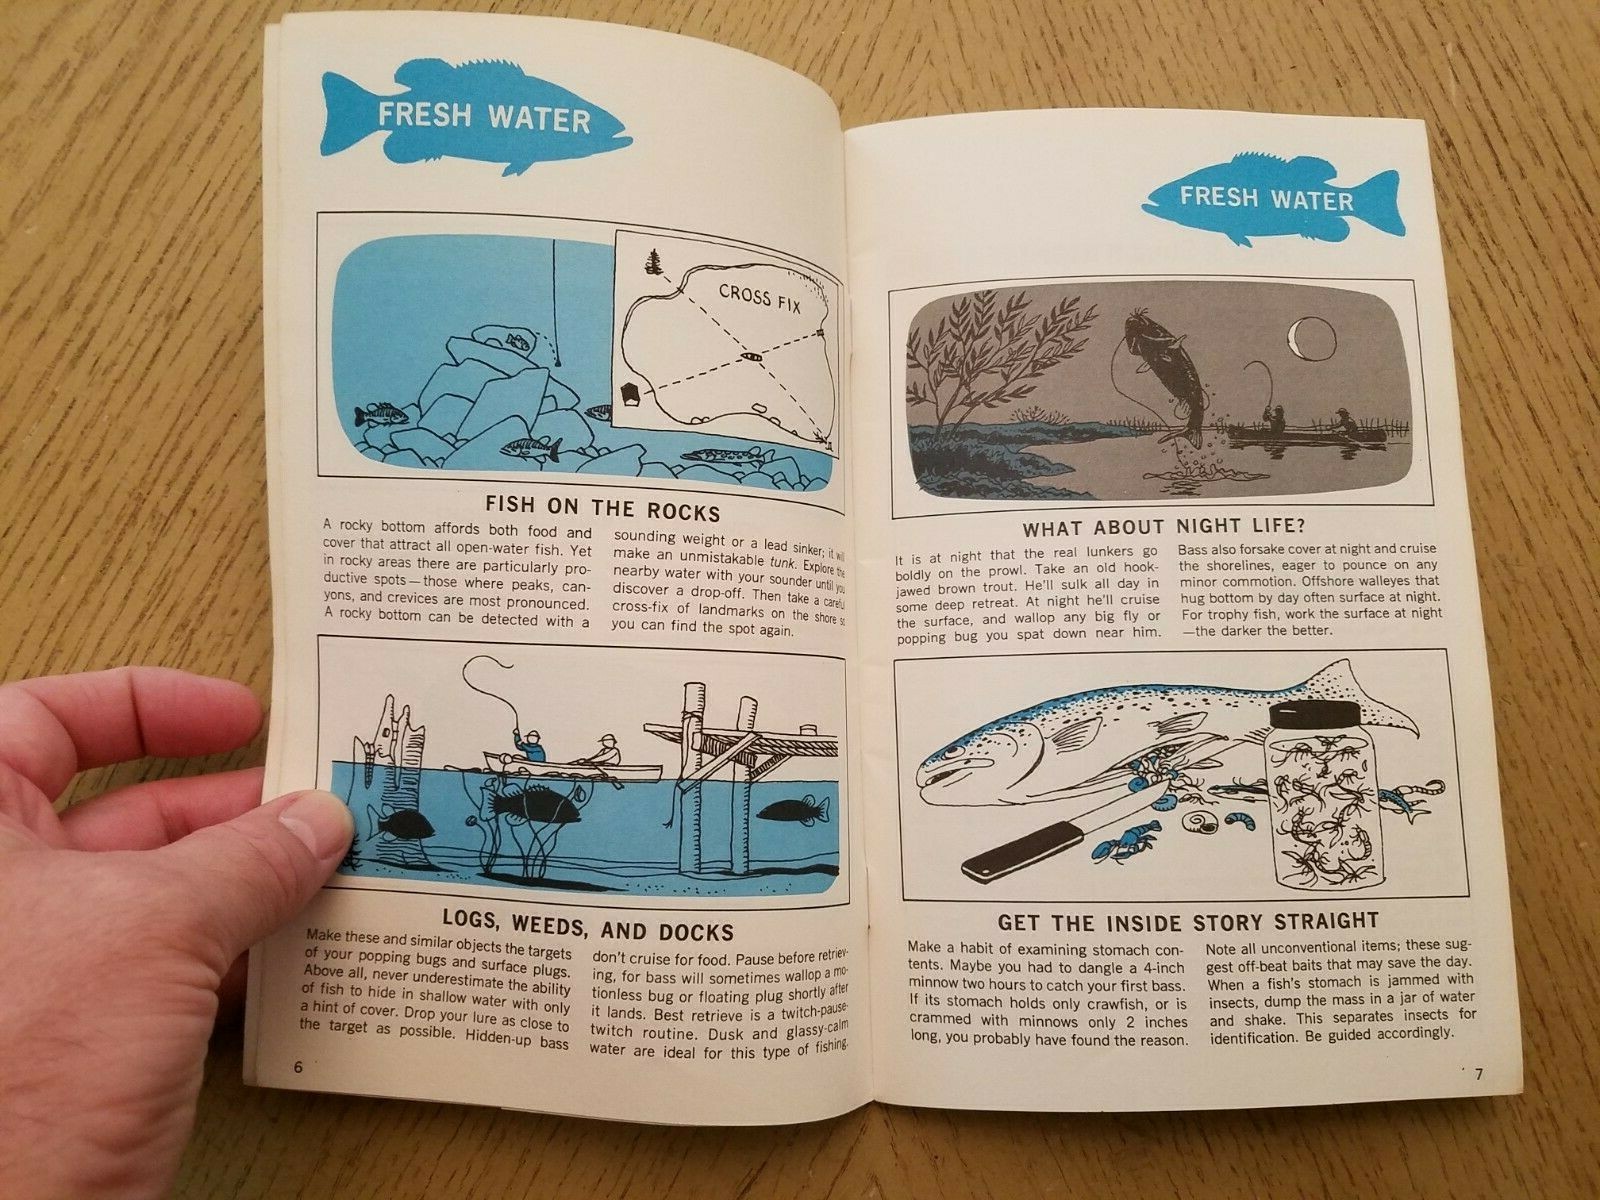 FRESH WATER
CROSS FIX
FISH ON THE ROCKS
A rocky bottom affords both food and
cover that attract all open-water fish. Yet
in rocky areas there are particularly pro-
ductive spots—those where peaks, can-
yons, and crevices are most pronounced.
A rocky bottom can be detected with a
sounding weight or a lead sinker; it will
make an unmistakable tunk. Explore the
nearby water with your sounder until you
discover a drop-off. Then take a careful
cross-fix of landmarks on the shore so
you can find the spot again.
LOGS, WEEDS, AND DOCKS
Make these and similar objects the targets
of your popping bugs and surface plugs.
Above all, never underestimate the ability
of fish to hide in shallow water with only
a hint of cover. Drop your lure as close to
the target as possible. Hidden-up bass
don't cruise for food. Pause before retriev-
ing, for bass will sometimes wallop a mo-
tionless bug or floating plug shortly after
it lands. Best retrieve is a twitch-pause-
twitch routine. Dusk and glassy-calm
water are ideal for this type of fishing.
6
FRESH WATER
WHAT ABOUT NIGHT LIFE?
It is at night that the real lunkers go
boldly on the prowl. Take an old hook-
jawed brown trout. He'll sulk all day in
some deep retreat. At night he'll cruise
the surface, and wallop any big fly or
popping bug you spat down near him.
Bass also forsake cover at night and cruise
the shorelines, eager to pounce on any
minor commotion. Offshore walleyes that
hug bottom by day often surface at night.
For trophy fish, work the surface at night
—the darker the better.
GET THE INSIDE STORY STRAIGHT
Make a habit of examining stomach con-
tents. Maybe you had to dangle a 4-inch
minnow two hours to catch your first bass.
If its stomach holds only crawfish, or is
crammed with minnows only 2 inches
long, you probably have found the reason.
Note all unconventional items; these sug-
gest off-beat baits that may save the day.
When a fish's stomach is jammed with
insects, dump the mass in a jar of water
and shake. This separates insects for
identification. Be guided accordingly.
7